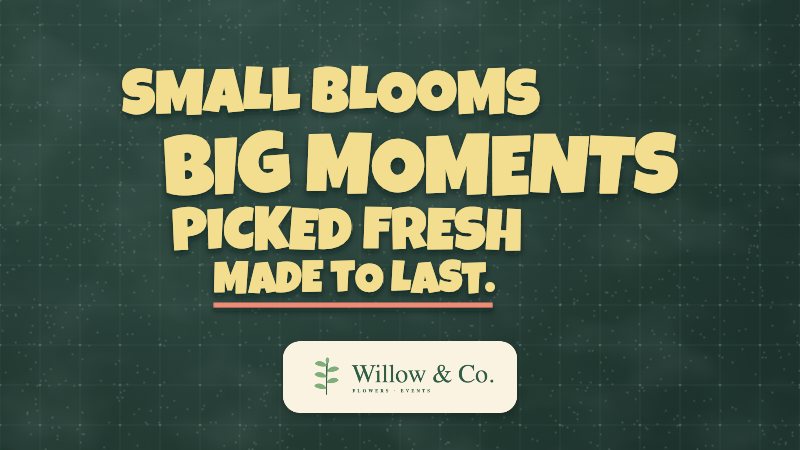 SMALL BLOOMS
BIG MOMENTS
PICKED FRESH
MADE TO LAST.
Willow & Co.
FLOWERS · EVENTS